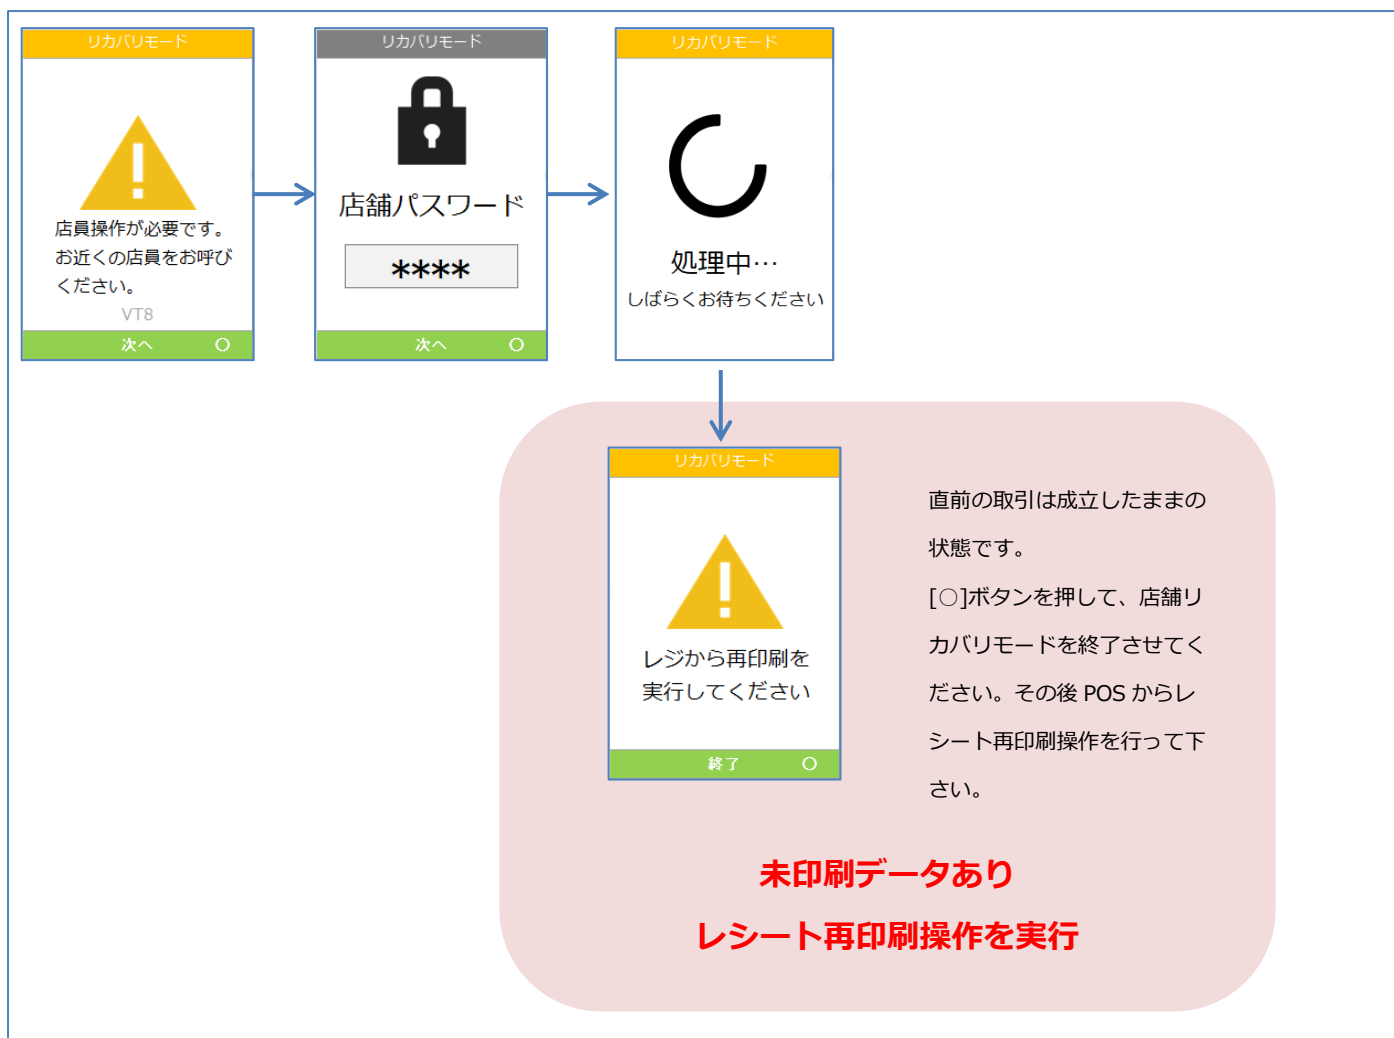 リカバリモード
店員操作が必要です。
お近くの店員をお呼び
ください。
VT8
次へ ○
リカバリモード
店舗パスワード
****
次へ ○
リカバリモード
処理中…
しばらくお待ちください
リカバリモード
レジから再印刷を
実行してください
終了 ○
直前の取引は成立したままの
状態です。
[○]ボタンを押して、店舗リ
カバリモードを終了させてく
ださい。その後 POS からレ
シート再印刷操作を行って下
さい。
未印刷データあり
レシート再印刷操作を実行